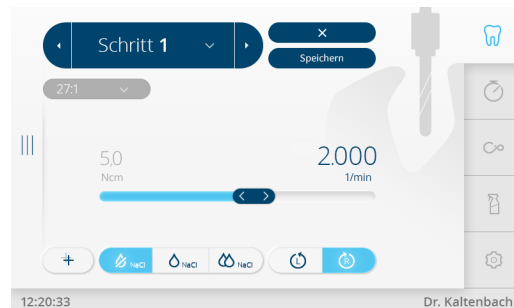 Schritt 1
×
Speichern
27:1
5,0
Ncm
2.000
1/min
NaCl
NaCl
NaCl
L
R
12:20:33
Dr. Kaltenbach